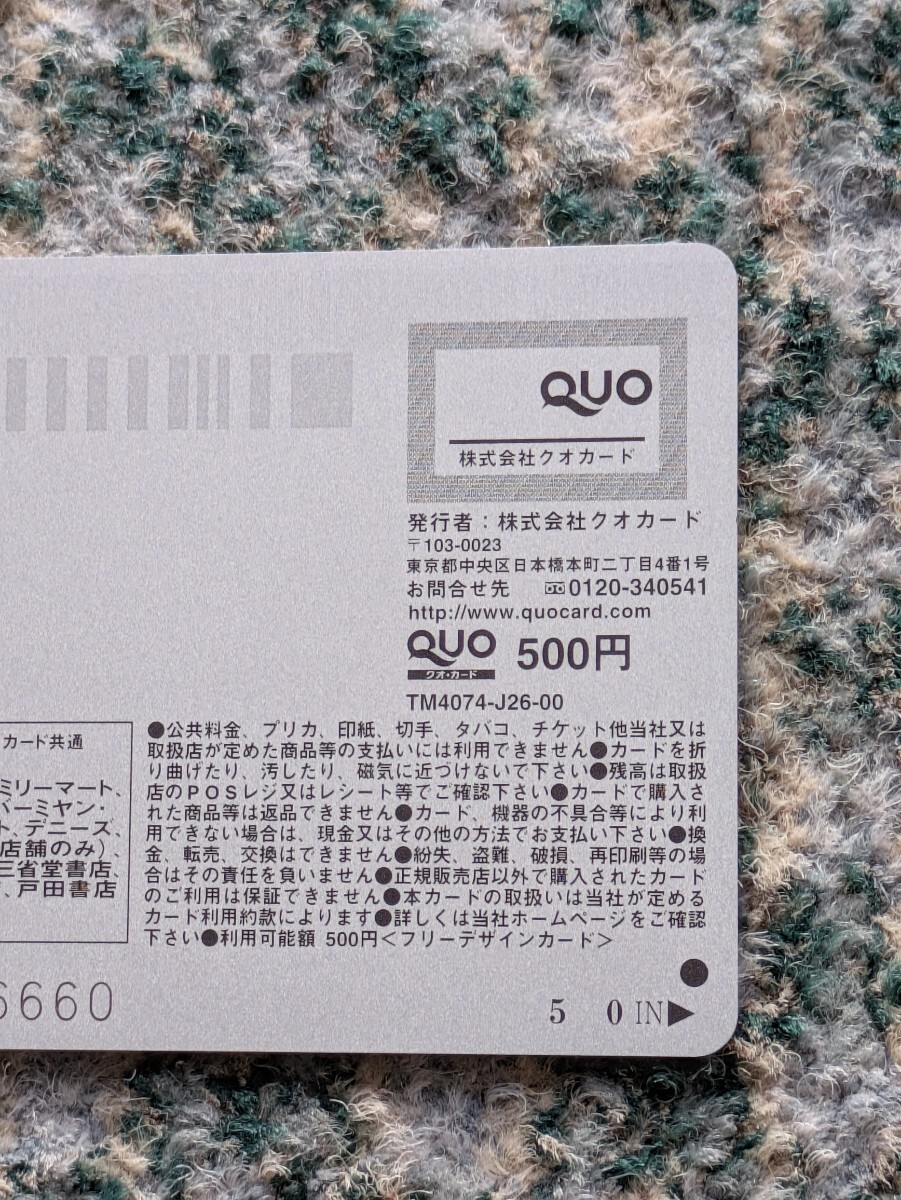 QUO
株式会社クオカード
発行者：株式会社クオカード
〒103-0023
東京都中央区日本橋本町二丁目4番1号
お問合せ先 0120-340541
http://www.quocard.com
QUO 500円
クオ・カード
TM4074-J26-00
カード共通
ミリーマート、
バーミヤン・
ト、デニーズ、
店舗のみ)、
三省堂書店、
、戸田書店
●公共料金、プリカ、印紙、切手、タバコ、チケット他当社又は
取扱店が定めた商品等の支払いには利用できません●カードを折
り曲げたり、汚したり、磁気に近づけないで下さい●残高は取扱
店のPOSレジ又はレシート等でご確認下さい●カードで購入さ
れた商品等は返品できません●カード、機器の不具合等により利
用できない場合は、現金又はその他の方法でお支払い下さい●換
金、転売、交換はできません●紛失、盗難、破損、再印刷等の場
合はその責任を負いません●正規販売店以外で購入されたカード
のご利用は保証できません●本カードの取扱いは当社が定める
カード利用約款によります●詳しくは当社ホームページをご確認
下さい●利用可能額 500円＜フリーデザインカード＞
6660
5 0 IN▶